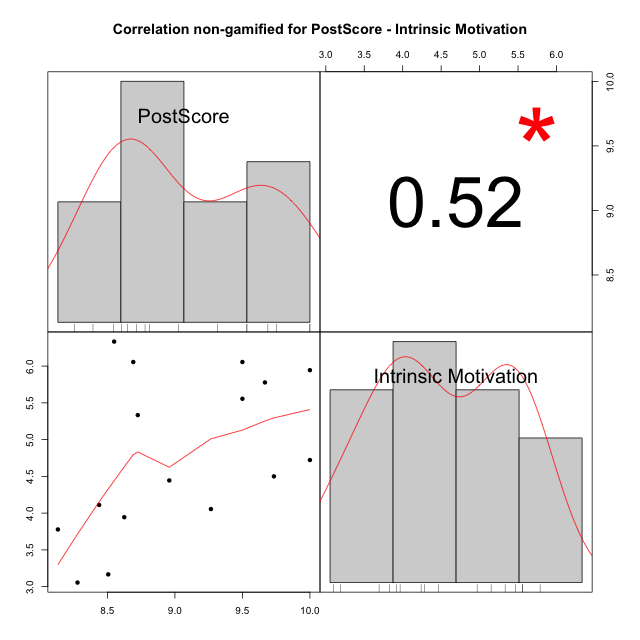 Correlation non-gamified for PostScore - Intrinsic Motivation
3.0 3.5 4.0 4.5 5.0 5.5 6.0
PostScore
*
0.52
10.0
9.5
9.0
8.5
6.0
5.5
5.0
4.5
4.0
3.5
3.0
Intrinsic Motivation
8.5 9.0 9.5 10.0